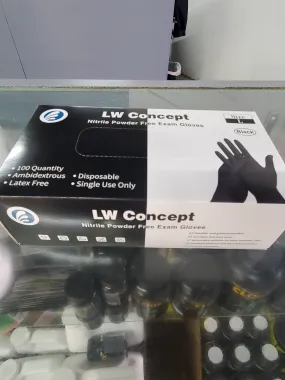 LW Concept
Nitrile Powder Free Exam Gloves
L
Black
• 100 Quantity
• Ambidextrous
• Latex Free
• Disposable
• Single Use Only
LW Concept
Nitrile Powder Free Exam Gloves